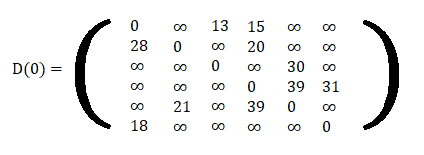 0 ∞ 13 15 ∞ ∞
28 0 ∞ 20 ∞ ∞
D(0) = ∞ ∞ 0 ∞ 30 ∞
∞ ∞ ∞ 0 39 31
∞ 21 ∞ 39 0 ∞
18 ∞ ∞ ∞ ∞ 0